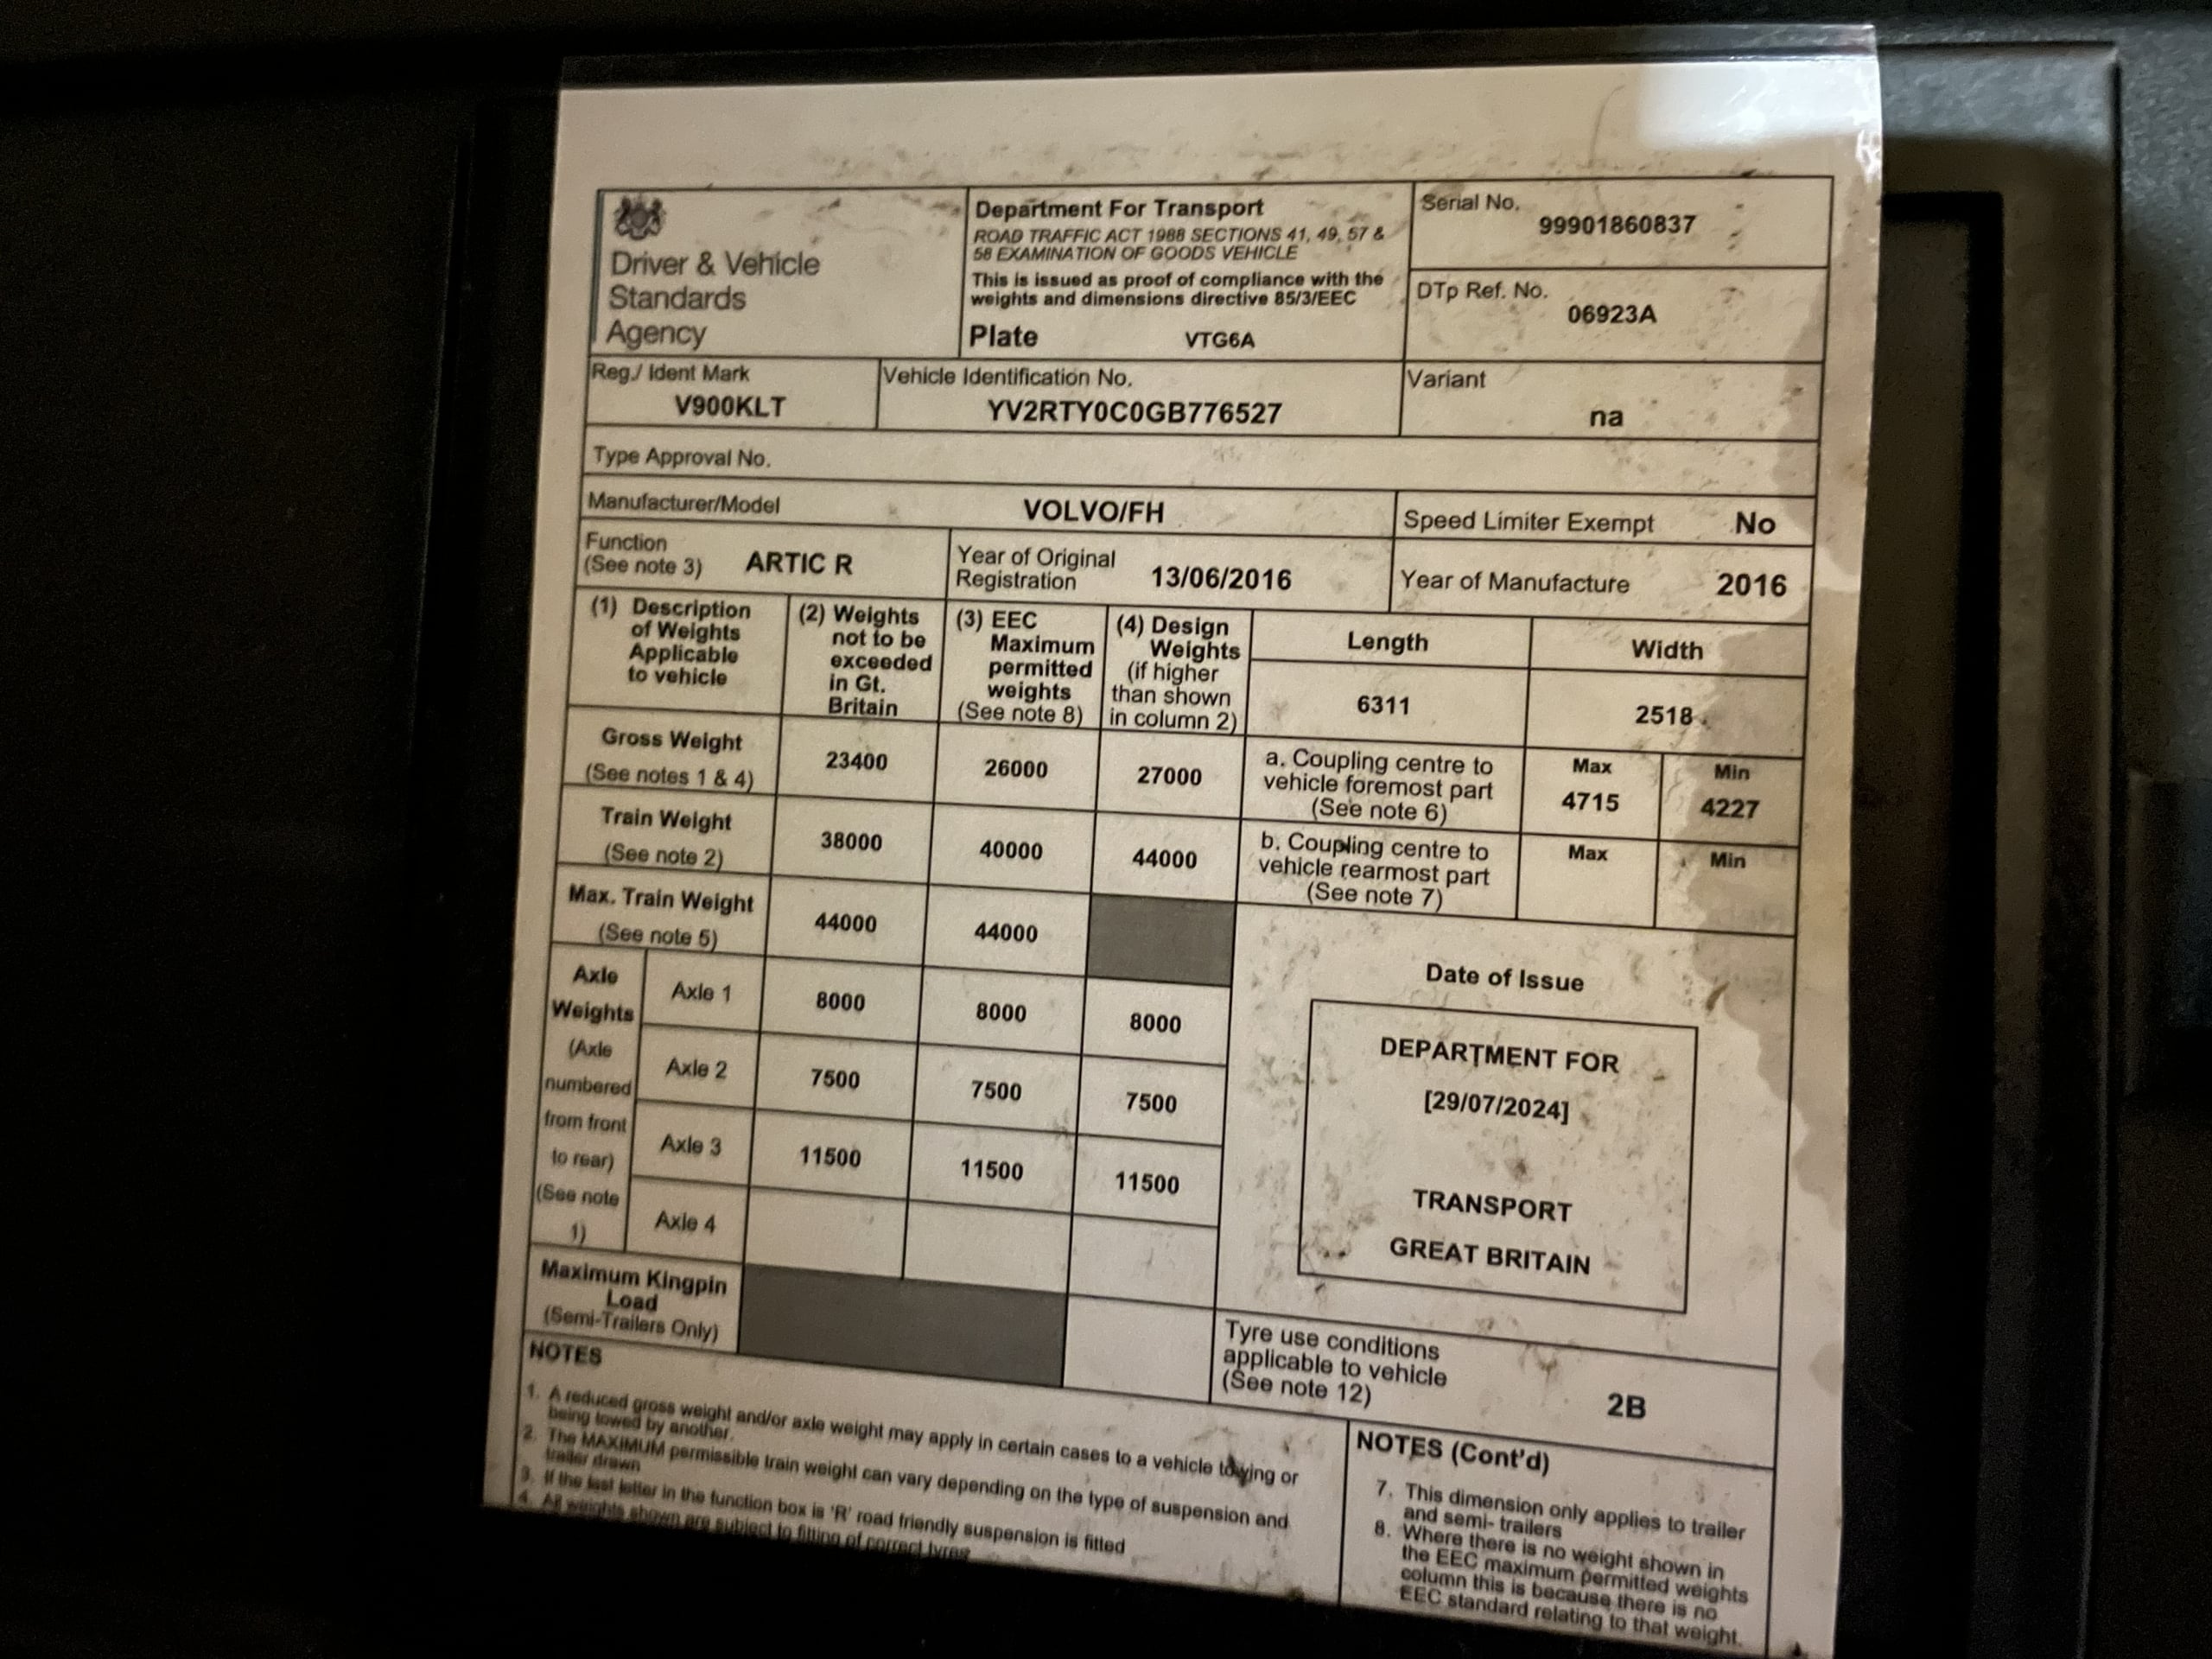 Driver & Vehicle
Standards
Agency
Department For Transport
ROAD TRAFFIC ACT 1988 SECTIONS 41, 49, 57 &
58 EXAMINATION OF GOODS VEHICLE
This is issued as proof of compliance with the
weights and dimensions directive 85/3/EEC
Plate VTG6A
Serial No.
99901860837
DTp Ref. No.
06923A
Reg./ Ident Mark
V900KLT
Vehicle Identification No.
YV2RTY0C0GB776527
Variant
na
Type Approval No.
Manufacturer/Model VOLVO/FH
Speed Limiter Exempt No
Function
(See note 3) ARTIC R
Year of Original
Registration 13/06/2016
Year of Manufacture 2016
(1) Description
of Weights
Applicable
to vehicle
(2) Weights
not to be
exceeded
in Gt.
Britain
(3) EEC
Maximum
permitted
weights
(See note 8)
(4) Design
Weights
(if higher
than shown
in column 2)
Length
Width
6311
2518
Gross Weight
(See notes 1 & 4)
23400
26000
27000
a. Coupling centre to
vehicle foremost part
(See note 6)
Max
4715
Min
4227
Train Weight
(See note 2)
38000
40000
44000
b. Coupling centre to
vehicle rearmost part
(See note 7)
Max
Min
Max. Train Weight
(See note 5)
44000
44000
Axle
Weights
(Axle
numbered
from front
to rear)
(See note
1)
Axle 1
8000
8000
8000
Axle 2
7500
7500
7500
Axle 3
11500
11500
11500
Axle 4
Date of Issue
DEPARTMENT FOR
[29/07/2024]
TRANSPORT
GREAT BRITAIN
Maximum Kingpin
Load
(Semi-Trailers Only)
Tyre use conditions
applicable to vehicle
(See note 12)
2B
NOTES
1. A reduced gross weight and/or axle weight may apply in certain cases to a vehicle towing or
being towed by another.
2. The MAXIMUM permissible train weight can vary depending on the type of suspension and
trailer drawn
3. If the last letter in the function box is 'R' road friendly suspension is fitted
4. All weights shown are subject to fitting of correct tyres
NOTES (Cont'd)
7. This dimension only applies to trailer
and semi- trailers
8. Where there is no weight shown in
the EEC maximum permitted weights
column this is because there is no
EEC standard relating to that weight.